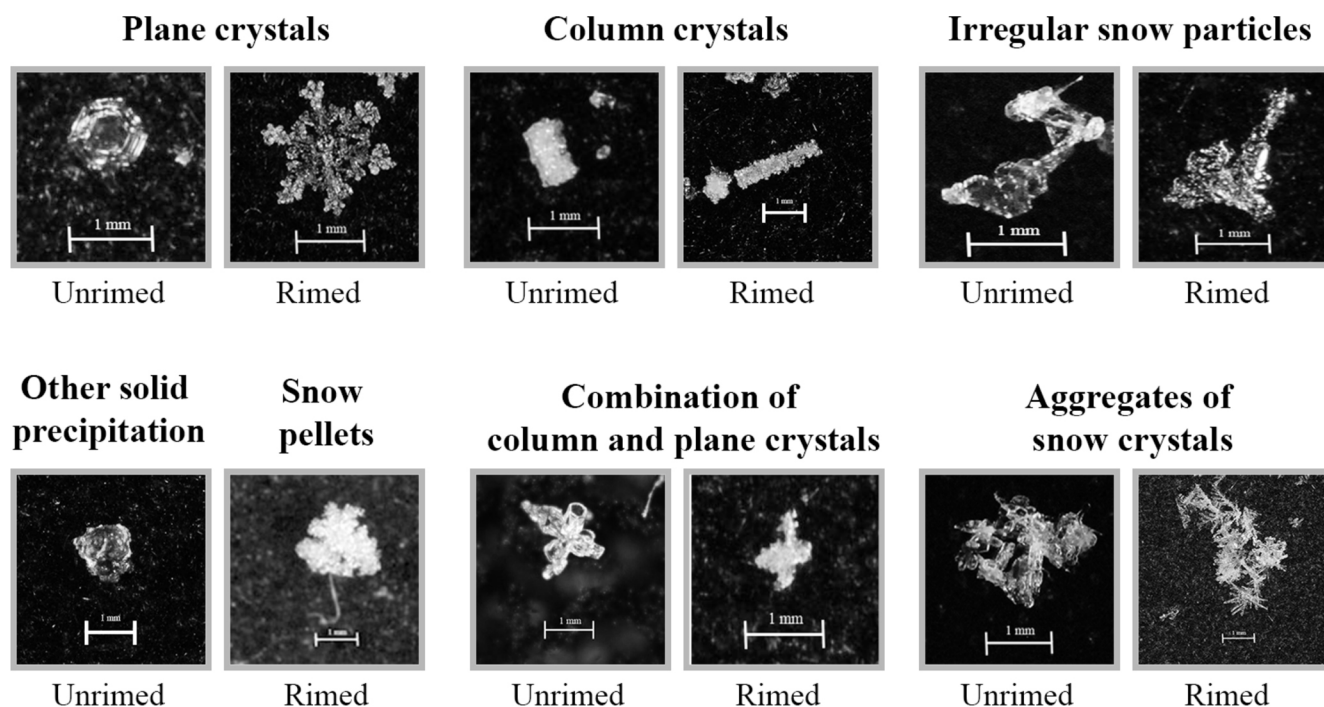 Plane crystals
Column crystals
Irregular snow particles
1 mm
1 mm
1 mm
1 mm
1 mm
1 mm
Unrimed
Rimed
Unrimed
Rimed
Unrimed
Rimed
Other solid
precipitation
Snow
pellets
Combination of
column and plane crystals
Aggregates of
snow crystals
1 mm
1 mm
1 mm
1 mm
1 mm
1 mm
Unrimed
Rimed
Unrimed
Rimed
Unrimed
Rimed